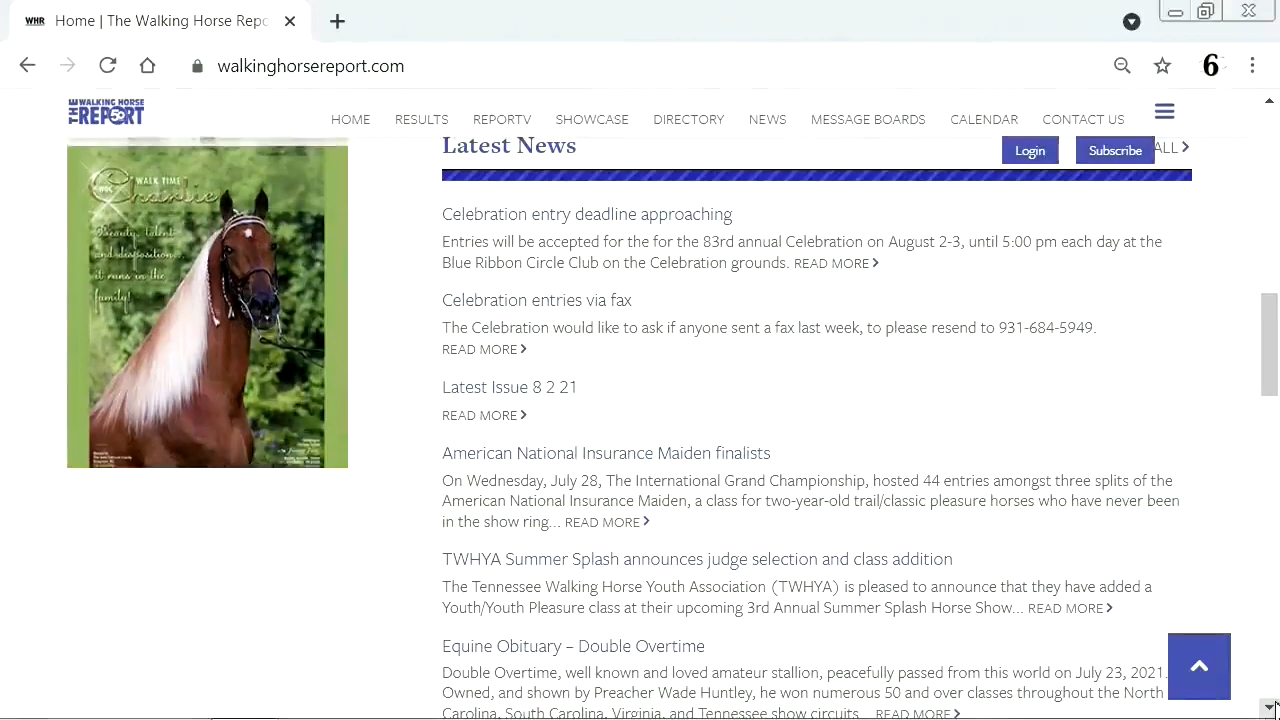 WHR Home | The Walking Horse Repo
walkinghorsereport.com
6
THE WALKING HORSE
REPORT
50
HOME RESULTS REPORTV SHOWCASE DIRECTORY NEWS MESSAGE BOARDS CALENDAR CONTACT US
Latest News
Login
Subscribe
ALL
WALK TIME
Charlie
Beauty, talent
and disposition...
it runs in the
family!
Celebration entry deadline approaching
Entries will be accepted for the for the 83rd annual Celebration on August 2-3, until 5:00 pm each day at the
Blue Ribbon Circle Club on the Celebration grounds. READ MORE
Celebration entries via fax
The Celebration would like to ask if anyone sent a fax last week, to please resend to 931-684-5949.
READ MORE
Latest Issue 8 2 21
READ MORE
American National Insurance Maiden finalists
On Wednesday, July 28, The International Grand Championship, hosted 44 entries amongst three splits of the
American National Insurance Maiden, a class for two-year-old trail/classic pleasure horses who have never been
in the show ring... READ MORE
TWHYA Summer Splash announces judge selection and class addition
The Tennessee Walking Horse Youth Association (TWHYA) is pleased to announce that they have added a
Youth/Youth Pleasure class at their upcoming 3rd Annual Summer Splash Horse Show... READ MORE
Equine Obituary – Double Overtime
Double Overtime, well known and loved amateur stallion, peacefully passed from this world on July 23, 2021.
Owned, and shown by Preacher Wade Huntley, he won numerous 50 and over classes throughout the North
Carolina, South Carolina, Virginia, and Tennessee show circuits... READ MORE